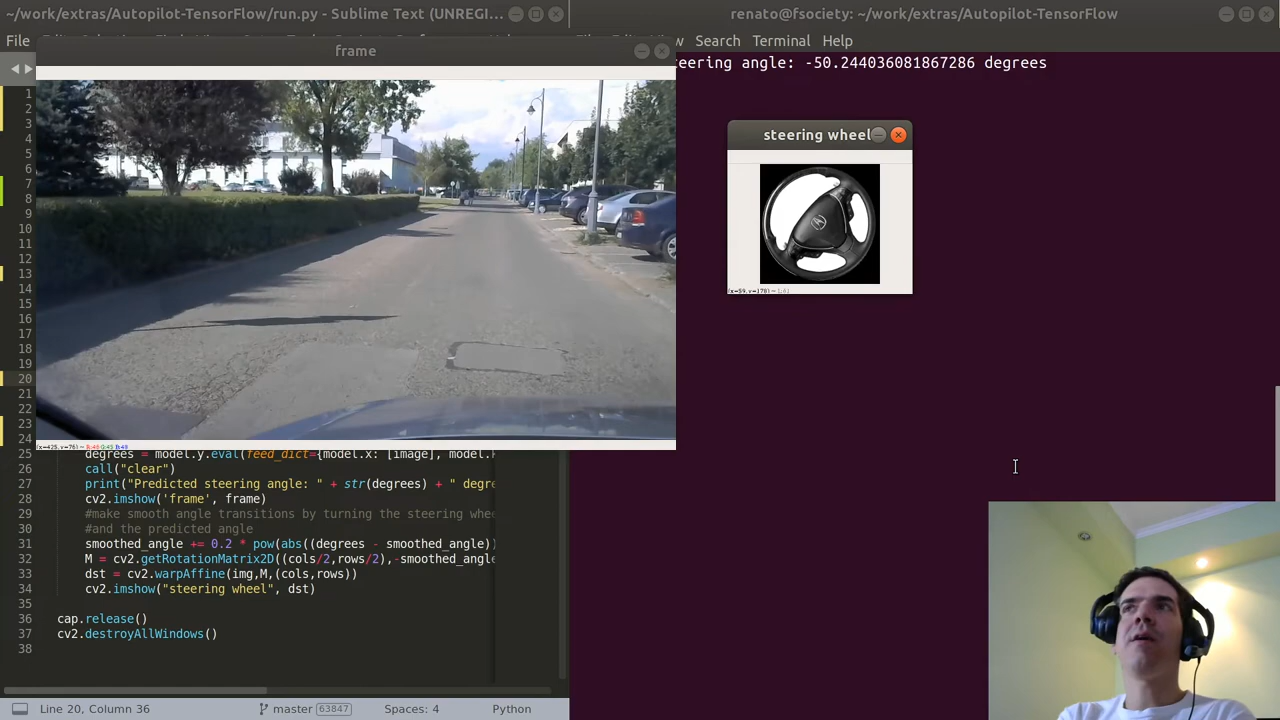 ~/work/extras/Autopilot-TensorFlow/run.py - Sublime Text (UNREGI...
renato@fsociety: ~/work/extras/Autopilot-TensorFlow
File
Search Terminal Help
frame
eering angle: -50.244036081867286 degrees
steering wheel
1
2
3
4
5
6
7
8
9
10
11
12
13
14
15
16
17
18
19
20
21
22
23
24
25 degrees = model.y.eval(feed_dict={model.x: [image], model.
26 call("clear")
27 print("Predicted steering angle: " + str(degrees) + " degre
28 cv2.imshow('frame', frame)
29 #make smooth angle transitions by turning the steering whee
30 #and the predicted angle
31 smoothed_angle += 0.2 * pow(abs((degrees - smoothed_angle))
32 M = cv2.getRotationMatrix2D((cols/2,rows/2),-smoothed_angle
33 dst = cv2.warpAffine(img,M,(cols,rows))
34 cv2.imshow("steering wheel", dst)
35
36 cap.release()
37 cv2.destroyAllWindows()
38
Line 20, Column 36
master 63847
Spaces: 4
Python